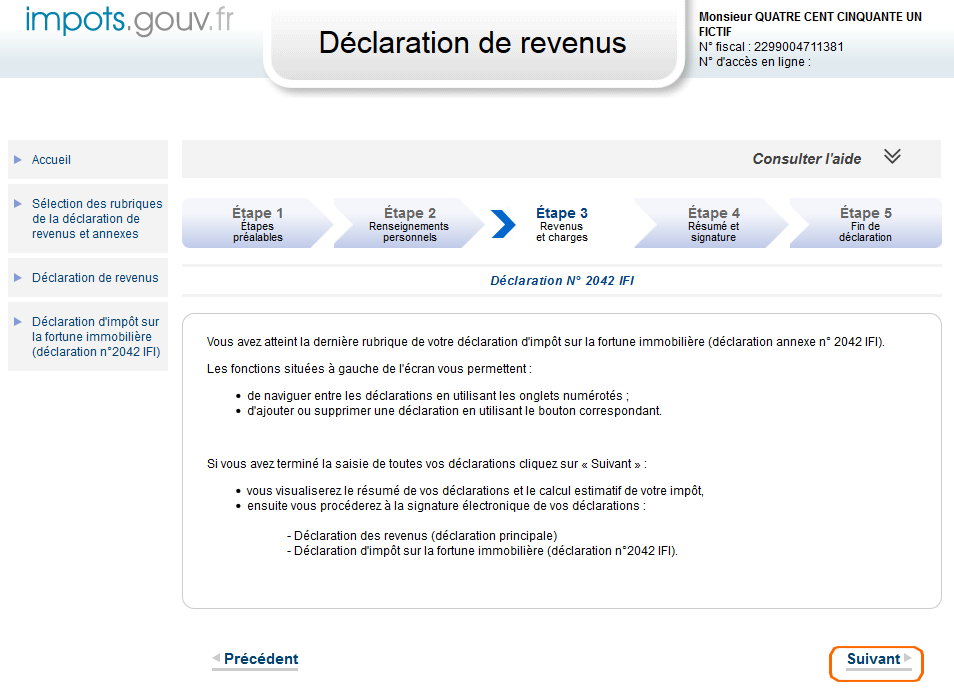 impots.gouv.fr
Déclaration de revenus
Monsieur QUATRE CENT CINQUANTE UN
FICTIF
N° fiscal : 2299004711381
N° d'accès en ligne :
Accueil
Sélection des rubriques
de la déclaration de
revenus et annexes
Déclaration de revenus
Déclaration d'impôt sur
la fortune immobilière
(déclaration n°2042 IFI)
Consulter l'aide
Étape 1
Étapes
préalables
Étape 2
Renseignements
personnels
Étape 3
Revenus
et charges
Étape 4
Résumé et
signature
Étape 5
Fin de
déclaration
Déclaration N° 2042 IFI
Vous avez atteint la dernière rubrique de votre déclaration d'impôt sur la fortune immobilière (déclaration annexe n° 2042 IFI).
Les fonctions situées à gauche de l'écran vous permettent :
• de naviguer entre les déclarations en utilisant les onglets numérotés ;
• d'ajouter ou supprimer une déclaration en utilisant le bouton correspondant.
Si vous avez terminé la saisie de toutes vos déclarations cliquez sur « Suivant » :
• vous visualiserez le résumé de vos déclarations et le calcul estimatif de votre impôt,
• ensuite vous procéderez à la signature électronique de vos déclarations :
- Déclaration des revenus (déclaration principale)
- Déclaration d'impôt sur la fortune immobilière (déclaration n°2042 IFI).
Précédent
Suivant